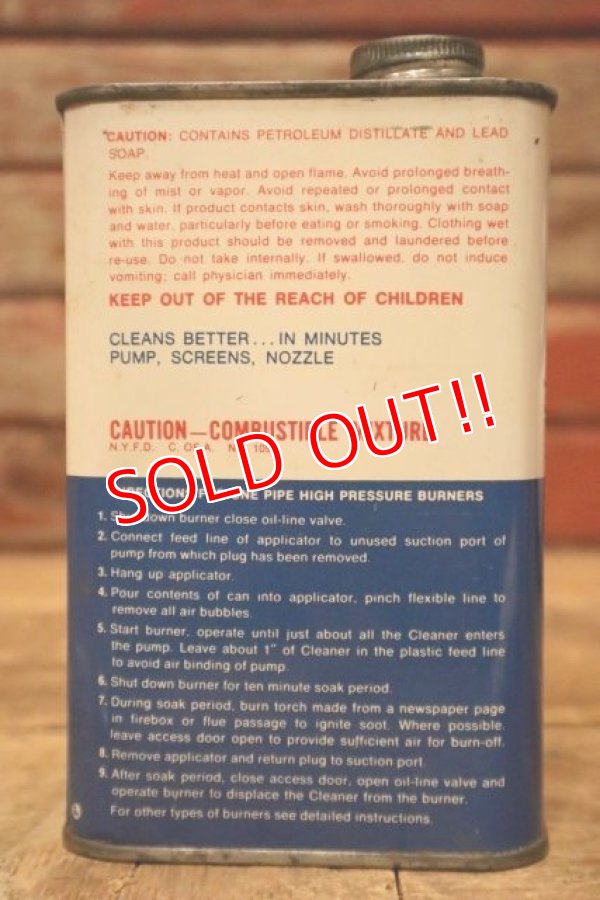 CAUTION: CONTAINS PETROLEUM DISTILLATE AND LEAD
SOAP.
Keep away from heat and open flame. Avoid prolonged breath-
ing of mist or vapor. Avoid repeated or prolonged contact
with skin. If product contacts skin, wash thoroughly with soap
and water, particularly before eating or smoking. Clothing wet
with this product should be removed and laundered before
re-use. Do not take internally. If swallowed, do not induce
vomiting; call physician immediately.
KEEP OUT OF THE REACH OF CHILDREN
CLEANS BETTER...IN MINUTES
PUMP, SCREENS, NOZZLE
CAUTION—COMBUSTIBLE MIXTURE
N.Y.F.D. C. OF A.
SOLD OUT!!
DIRECTIONS FOR ONE PIPE HIGH PRESSURE BURNERS
1. Shut down burner close oil-line valve.
2. Connect feed line of applicator to unused suction port of
pump from which plug has been removed.
3. Hang up applicator.
4. Pour contents of can into applicator, pinch flexible line to
remove all air bubbles.
5. Start burner, operate until just about all the Cleaner enters
the pump. Leave about 1" of Cleaner in the plastic feed line
to avoid air binding of pump.
6. Shut down burner for ten minute soak period.
7. During soak period, burn torch made from a newspaper page
in firebox or flue passage to ignite soot. Where possible,
leave access door open to provide sufficient air for burn-off.
8. Remove applicator and return plug to suction port.
9. After soak period, close access door, open oil-line valve and
operate burner to displace the Cleaner from the burner.
For other types of burners see detailed instructions.